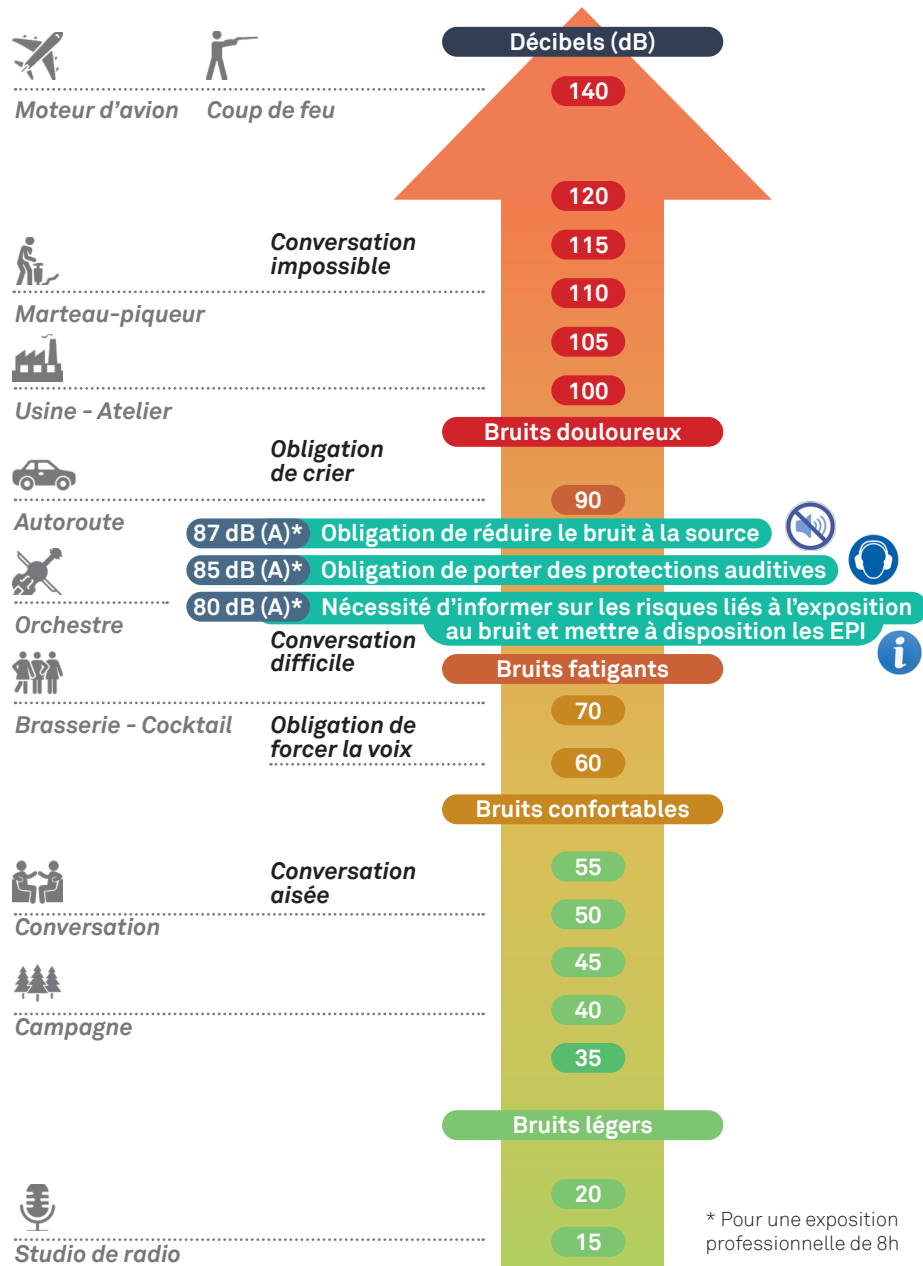 Décibels (dB)
140
Moteur d'avion
Coup de feu
120
Conversation
impossible
115
110
Marteau-piqueur
105
100
Usine - Atelier
Bruits douloureux
Obligation
de crier
90
Autoroute
87 dB (A)* Obligation de réduire le bruit à la source
85 dB (A)* Obligation de porter des protections auditives
80 dB (A)* Nécessité d'informer sur les risques liés à l'exposition
au bruit et mettre à disposition les EPI
Orchestre
Conversation
difficile
Bruits fatigants
70
Brasserie - Cocktail
Obligation de
forcer la voix
60
Bruits confortables
Conversation
aisée
55
50
Conversation
45
40
Campagne
35
Bruits légers
20
15
Studio de radio
* Pour une exposition
professionnelle de 8h